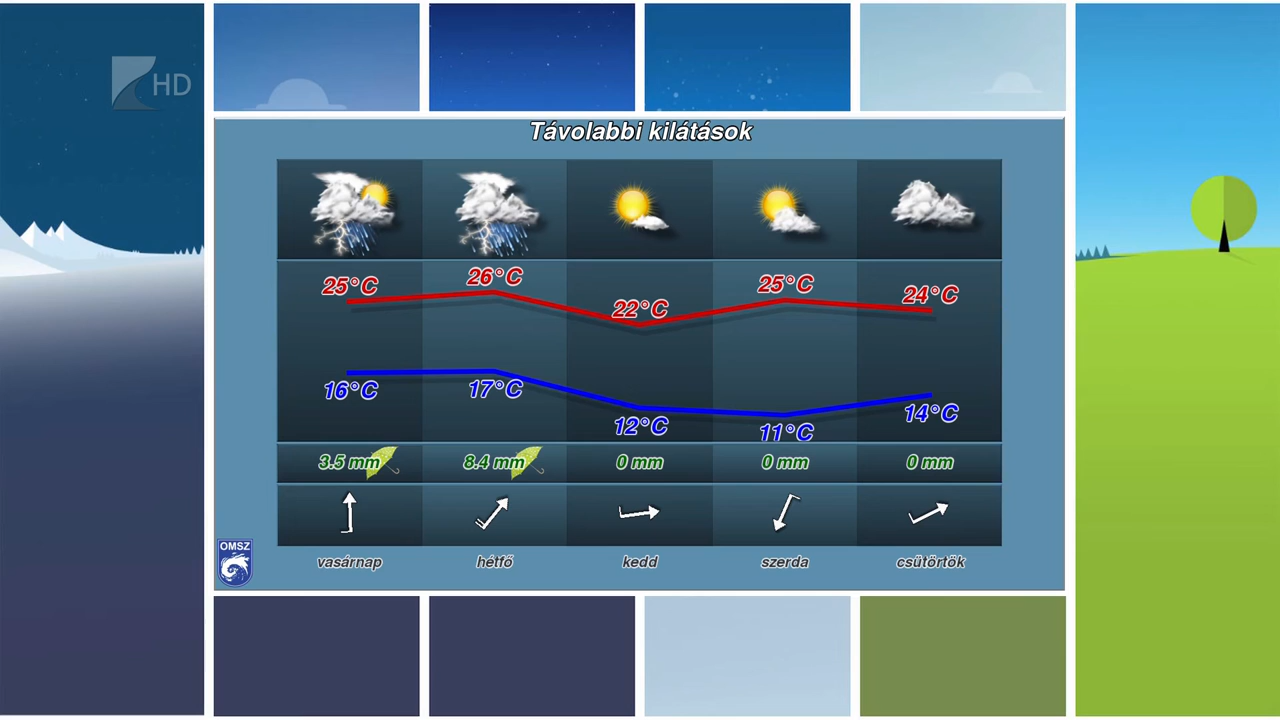 HD
Távolabbi kilátások
25°C 26°C 22°C 25°C 24°C
16°C 17°C 12°C 11°C 14°C
3.5 mm 8.4 mm 0 mm 0 mm 0 mm
OMSZ
vasárnap hétfő kedd szerda csütörtök